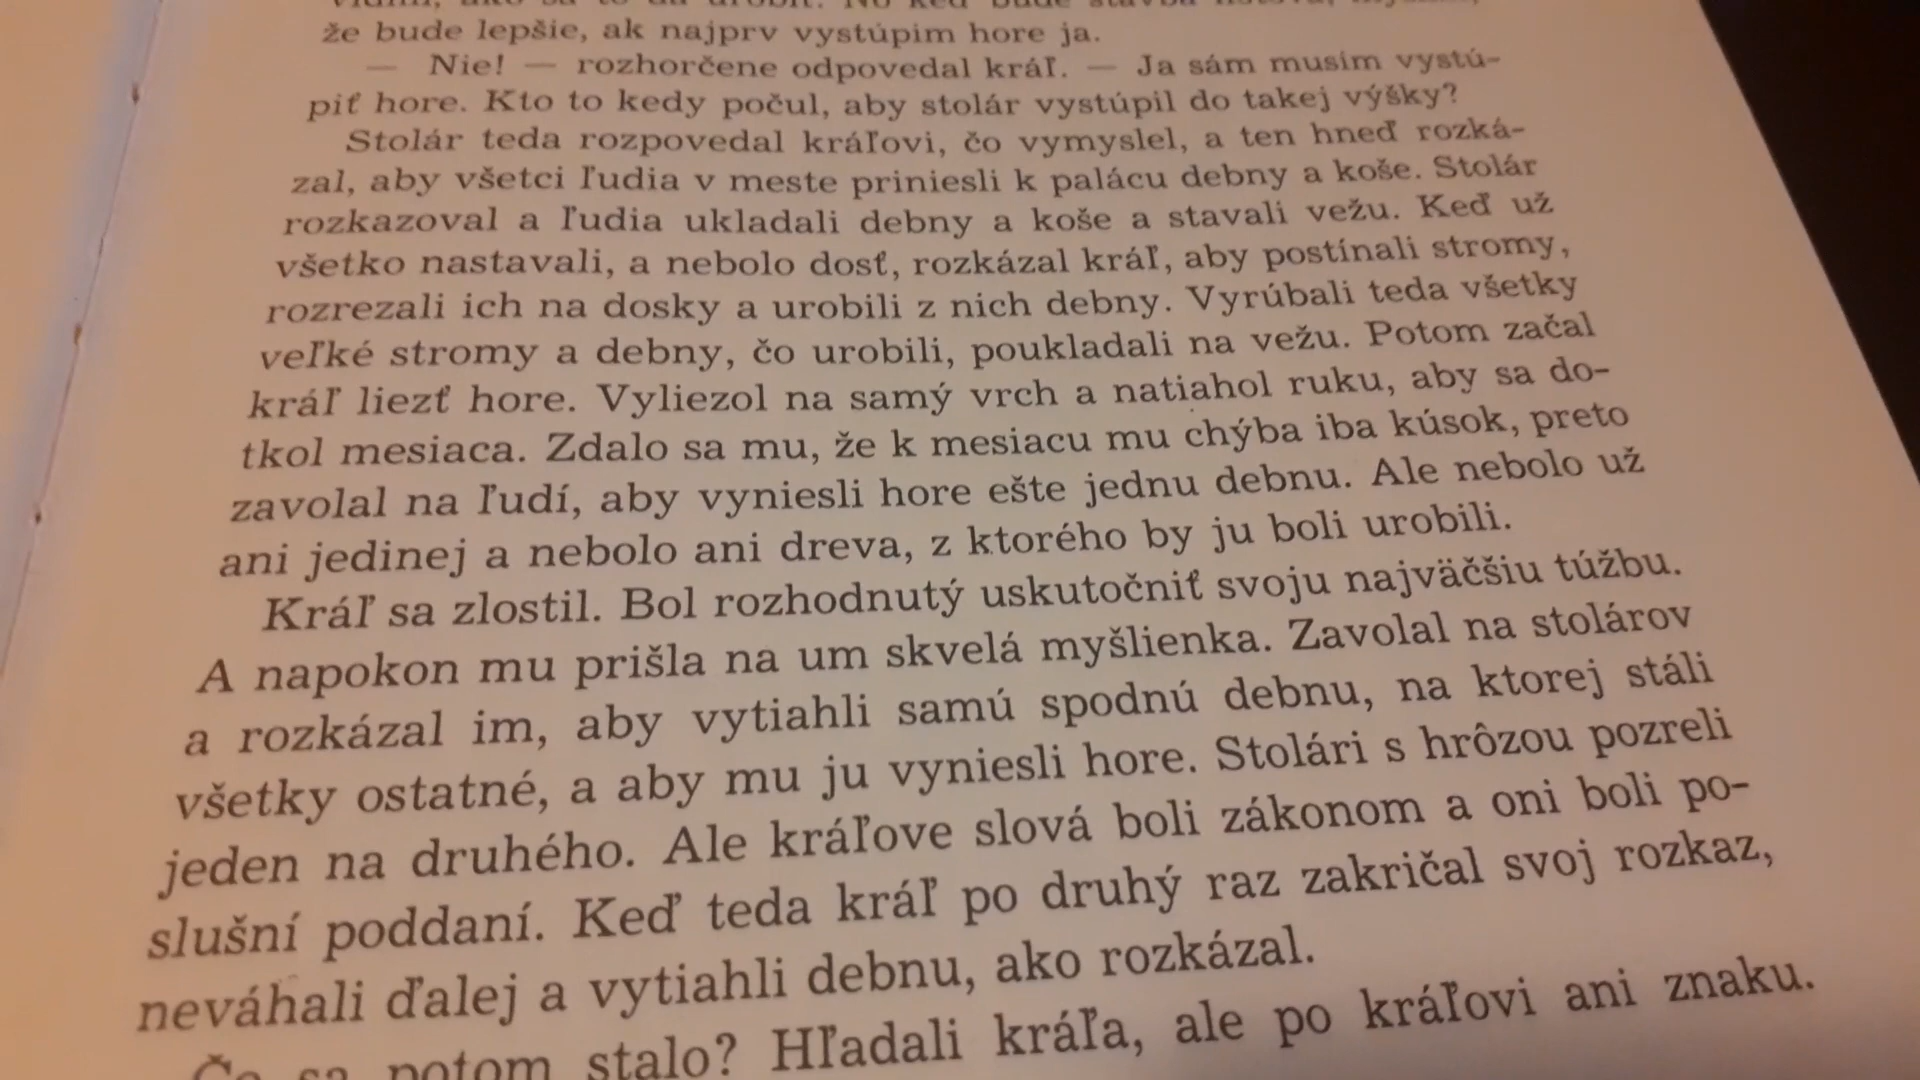 že bude lepšie, ak najprv vystúpim hore ja.
— Nie! — rozhorčene odpovedal kráľ. — Ja sám musím vystú-
piť hore. Kto to kedy počul, aby stolár vystúpil do takej výšky?
Stolár teda rozpovedal kráľovi, čo vymyslel, a ten hneď rozká-
zal, aby všetci ľudia v meste priniesli k palácu debny a koše. Stolár
rozkazoval a ľudia ukladali debny a koše a stavali vežu. Keď už
všetko nastavali, a nebolo dosť, rozkázal kráľ, aby postínali stromy,
rozrezali ich na dosky a urobili z nich debny. Vyrúbali teda všetky
veľké stromy a debny, čo urobili, poukladali na vežu. Potom začal
kráľ liezť hore. Vyliezol na samý vrch a natiahol ruku, aby sa do-
tkol mesiaca. Zdalo sa mu, že k mesiacu mu chýba iba kúsok, preto
zavolal na ľudí, aby vyniesli hore ešte jednu debnu. Ale nebolo už
ani jedinej a nebolo ani dreva, z ktorého by ju boli urobili.
Kráľ sa zlostil. Bol rozhodnutý uskutočniť svoju najväčšiu túžbu.
A napokon mu prišla na um skvelá myšlienka. Zavolal na stolárov
a rozkázal im, aby vytiahli samú spodnú debnu, na ktorej stáli
všetky ostatné, a aby mu ju vyniesli hore. Stolári s hrôzou pozreli
jeden na druhého. Ale kráľove slová boli zákonom a oni boli po-
slušní poddaní. Keď teda kráľ po druhý raz zakričal svoj rozkaz,
neváhali ďalej a vytiahli debnu, ako rozkázal.
Čo sa potom stalo? Hľadali kráľa, ale po kráľovi ani znaku.